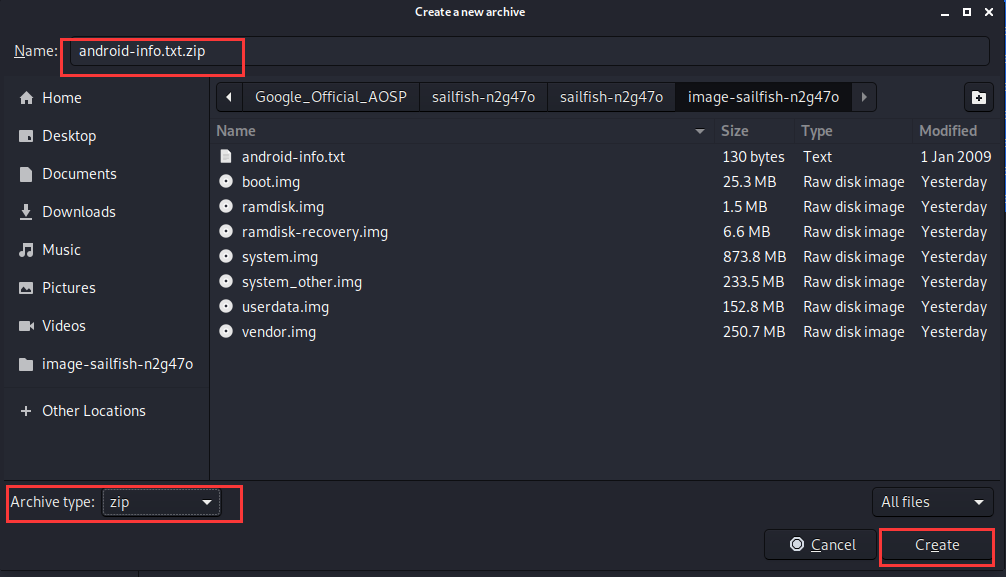 Create a new archive
Name: android-info.txt.zip
Home
Desktop
Documents
Downloads
Music
Pictures
Videos
image-sailfish-n2g47o
Other Locations
Google_Official_AOSP sailfish-n2g47o sailfish-n2g47o image-sailfish-n2g47o
Name Size Type Modified
android-info.txt 130 bytes Text 1 Jan 2009
boot.img 25.3 MB Raw disk image Yesterday
ramdisk.img 1.5 MB Raw disk image Yesterday
ramdisk-recovery.img 6.6 MB Raw disk image Yesterday
system.img 873.8 MB Raw disk image Yesterday
system_other.img 233.5 MB Raw disk image Yesterday
userdata.img 152.8 MB Raw disk image Yesterday
vendor.img 250.7 MB Raw disk image Yesterday
Archive type: zip
All files
Cancel
Create